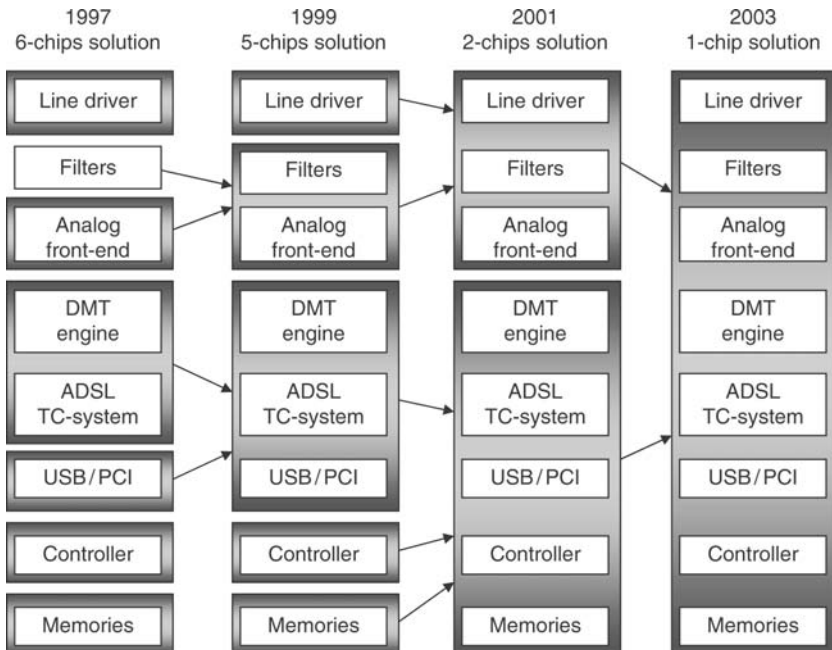 1997
6-chips solution
Line driver
Filters
Analog
front-end
DMT
engine
ADSL
TC-system
USB/PCI
Controller
Memories
1999
5-chips solution
Line driver
Filters
Analog
front-end
DMT
engine
ADSL
TC-system
USB/PCI
Controller
Memories
2001
2-chips solution
Line driver
Filters
Analog
front-end
DMT
engine
ADSL
TC-system
USB/PCI
Controller
Memories
2003
1-chip solution
Line driver
Filters
Analog
front-end
DMT
engine
ADSL
TC-system
USB/PCI
Controller
Memories